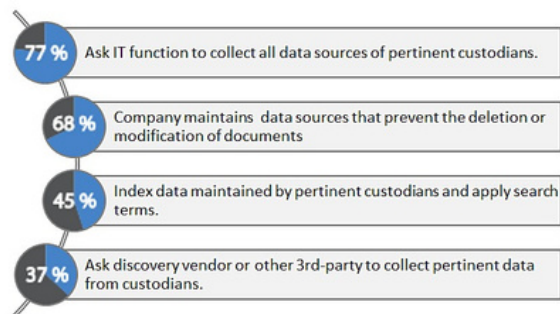 77 %
Ask IT function to collect all data sources of pertinent custodians.
68 %
Company maintains data sources that prevent the deletion or
modification of documents
45 %
Index data maintained by pertinent custodians and apply search
terms.
37 %
Ask discovery vendor or other 3rd-party to collect pertinent data
from custodians.